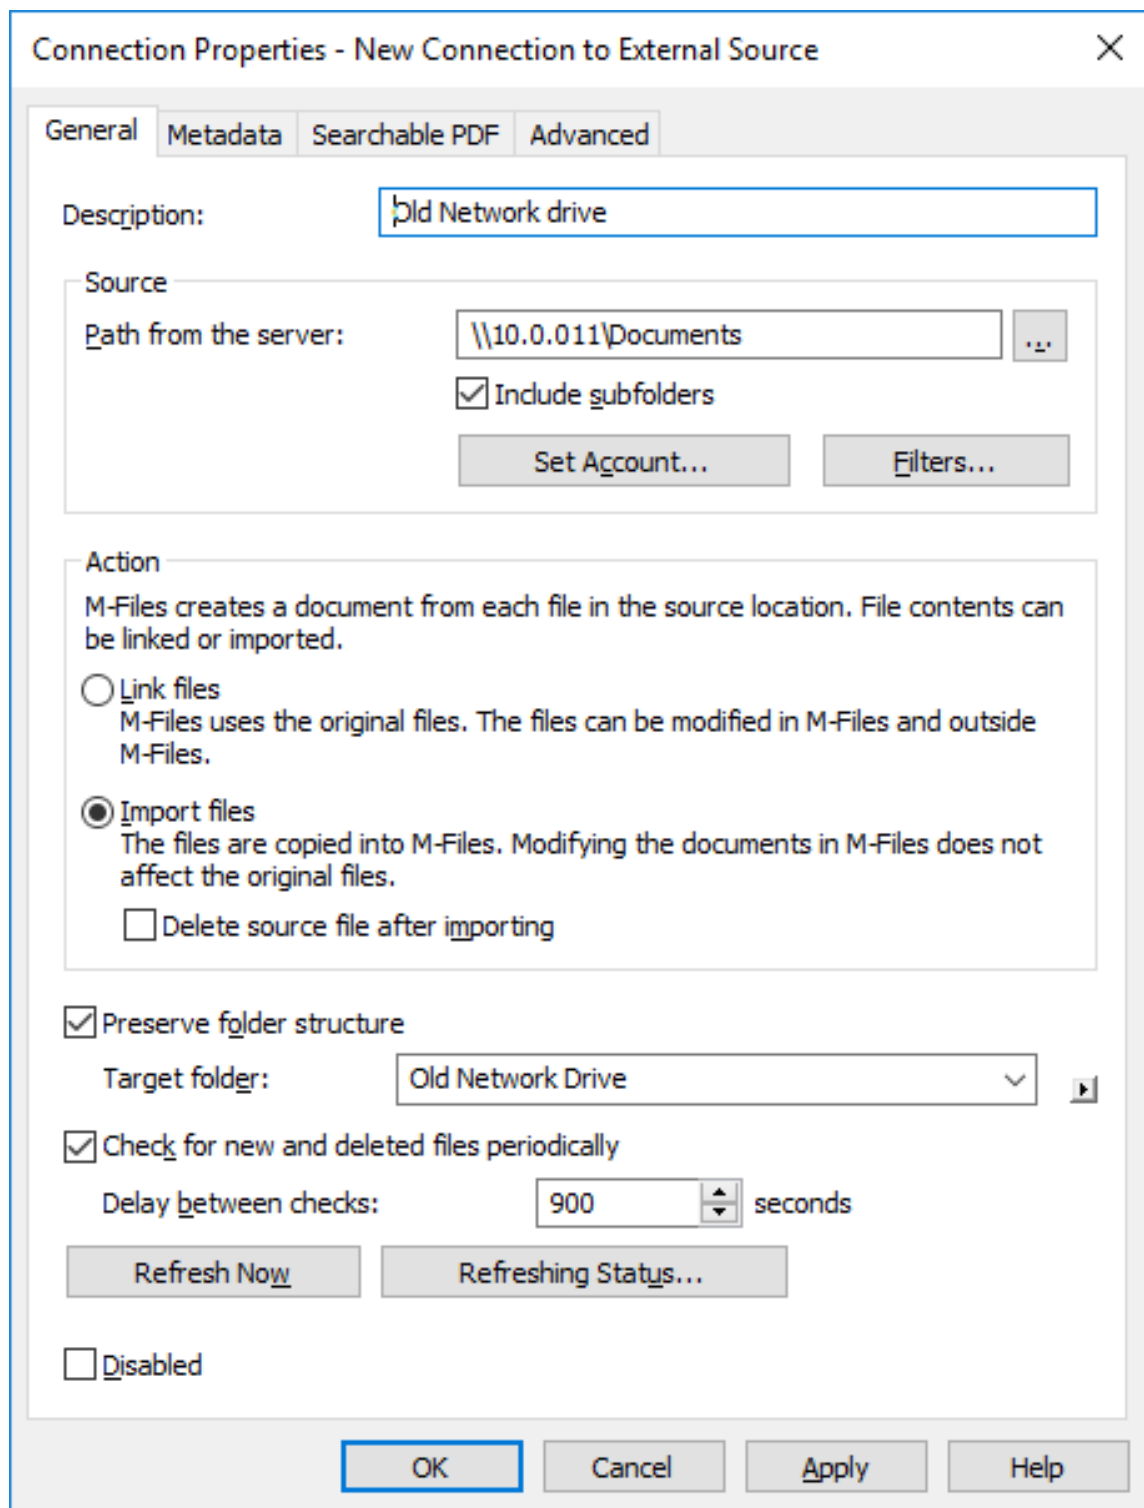 Connection Properties - New Connection to External Source
General Metadata Searchable PDF Advanced
Description: Old Network drive
Source
Path from the server: \\10.0.011\Documents ...
Include subfolders
Set Account... Filters...
Action
M-Files creates a document from each file in the source location. File contents can
be linked or imported.
Link files
M-Files uses the original files. The files can be modified in M-Files and outside
M-Files.
Import files
The files are copied into M-Files. Modifying the documents in M-Files does not
affect the original files.
Delete source file after importing
Preserve folder structure
Target folder: Old Network Drive
Check for new and deleted files periodically
Delay between checks: 900 seconds
Refresh Now Refreshing Status...
Disabled
OK Cancel Apply Help